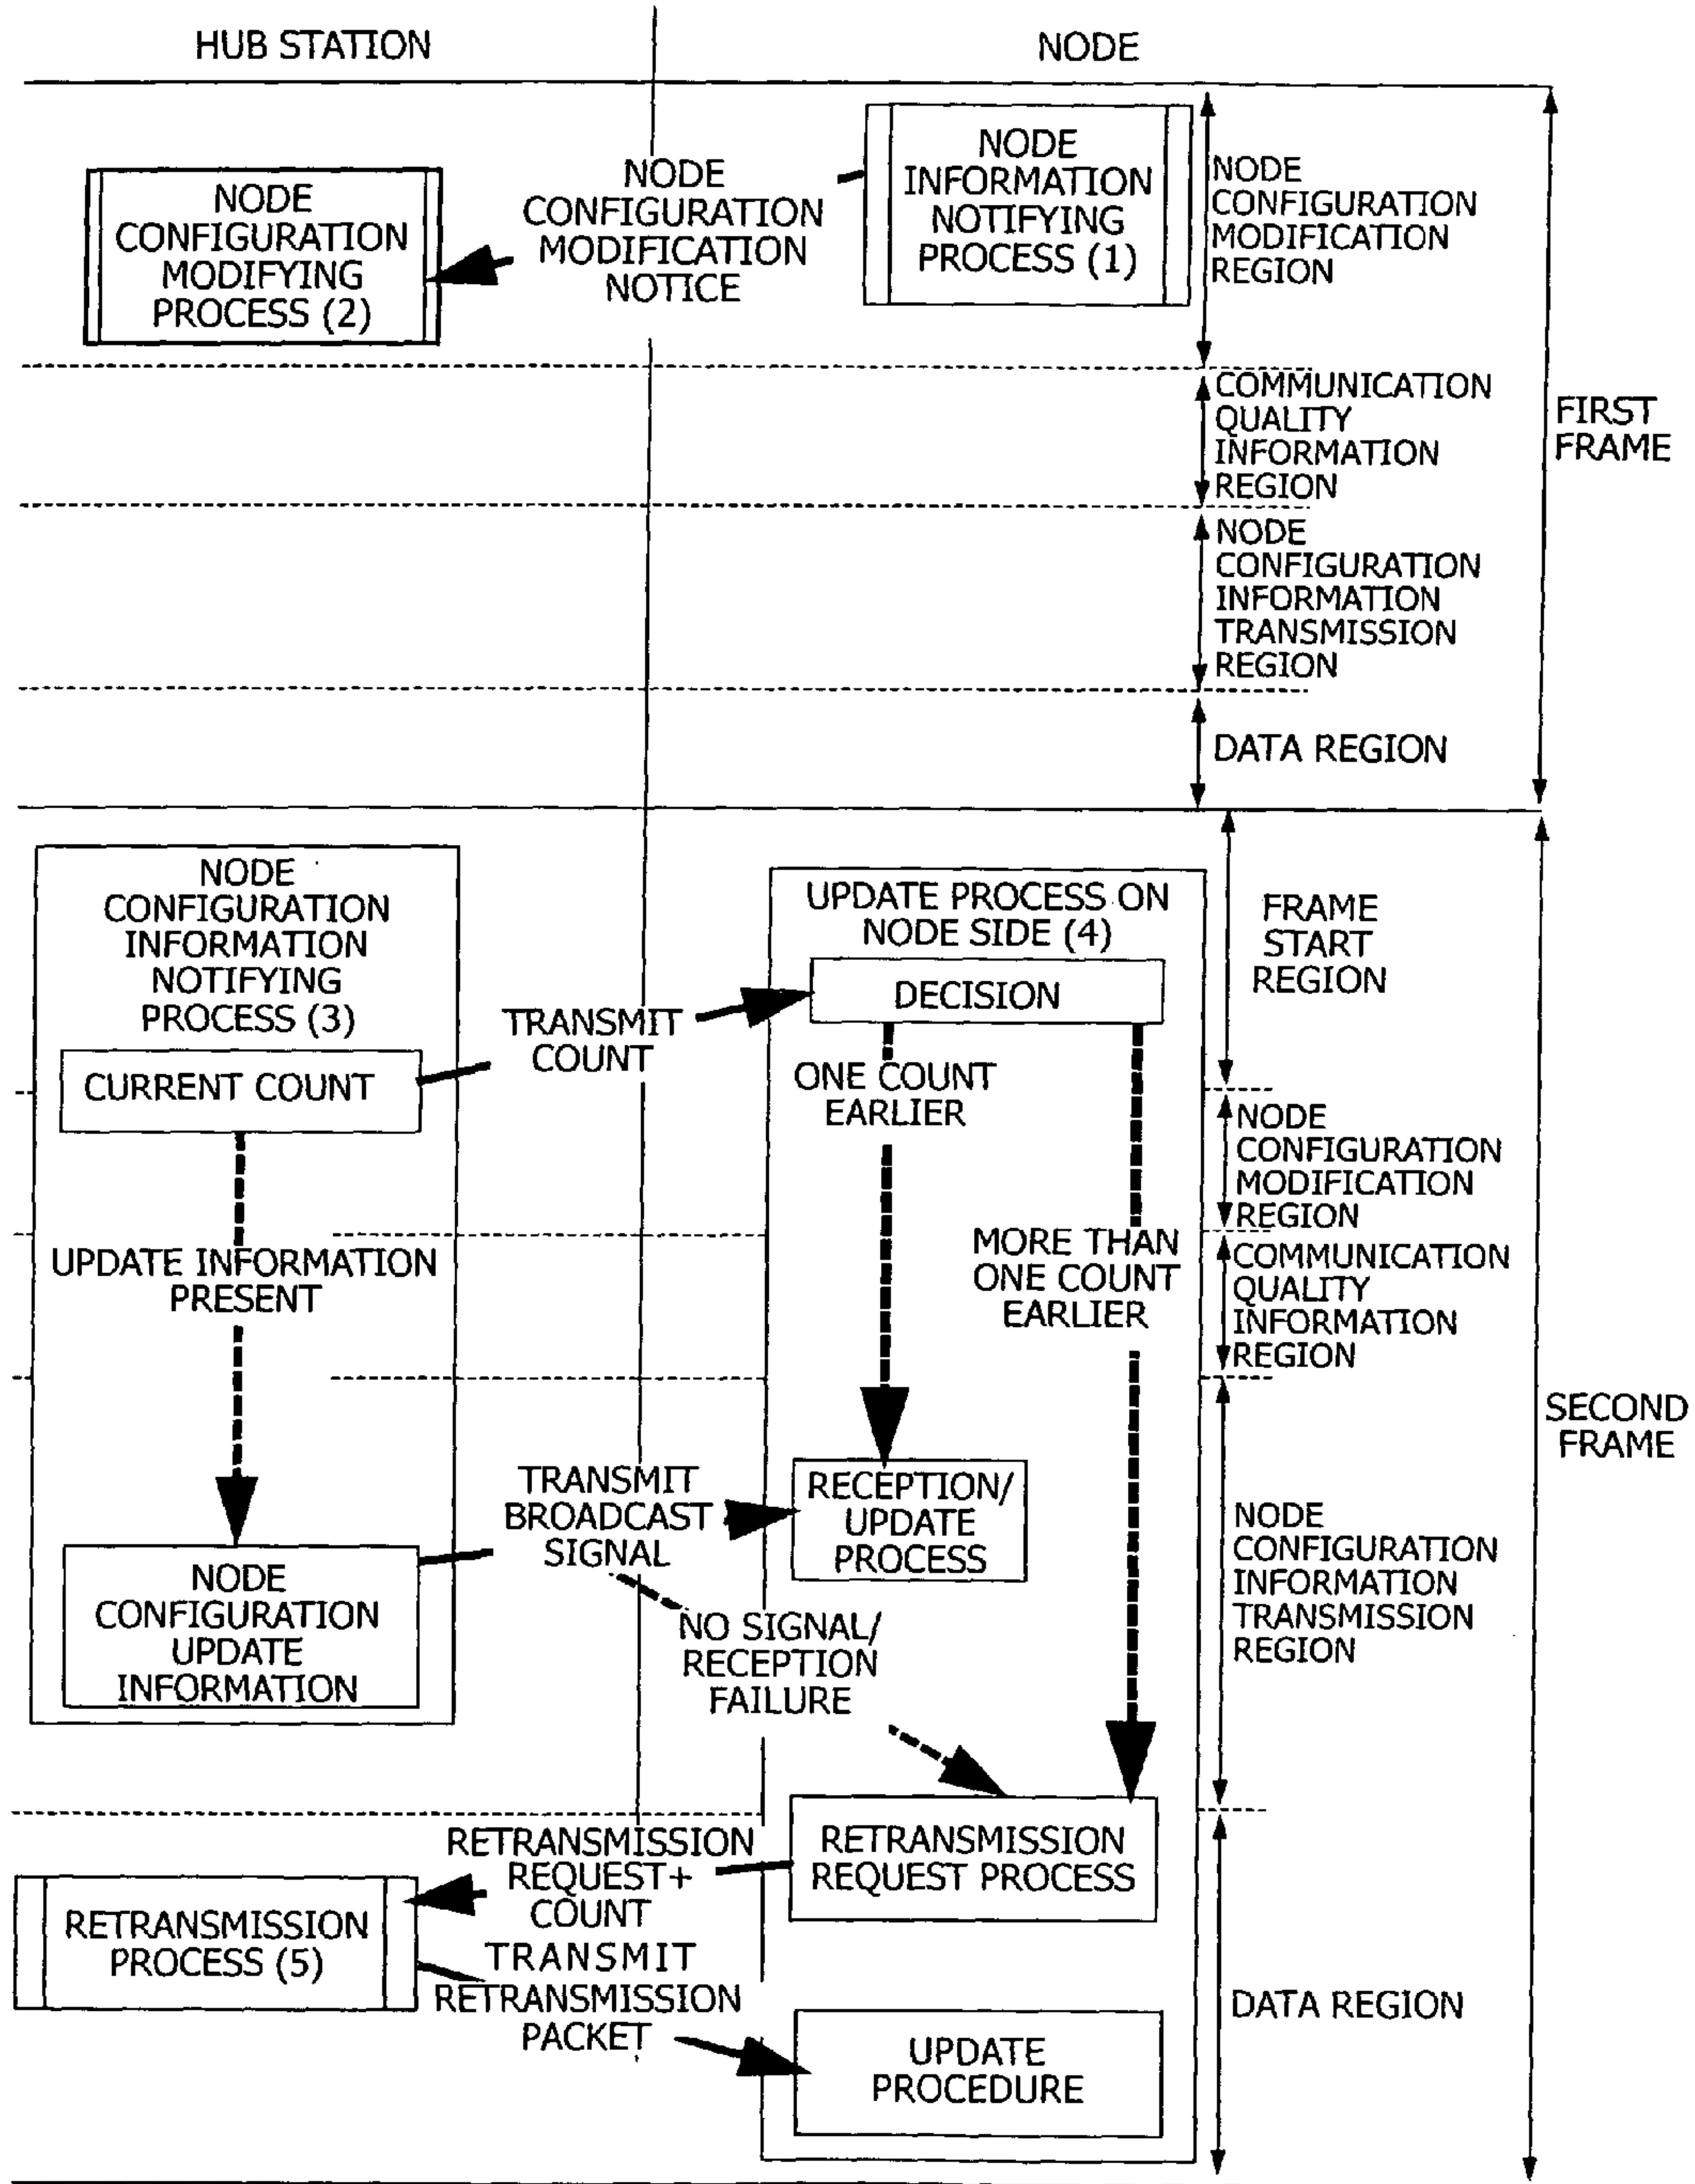 HUB STATION
NODE
NODE
INFORMATION
NOTIFYING
PROCESS (1)
NODE
CONFIGURATION
MODIFICATION
NOTICE
NODE
CONFIGURATION
MODIFYING
PROCESS (2)
NODE
CONFIGURATION
MODIFICATION
REGION
COMMUNICATION
QUALITY
INFORMATION
REGION
FIRST
FRAME
NODE
CONFIGURATION
INFORMATION
TRANSMISSION
REGION
DATA REGION
NODE
CONFIGURATION
INFORMATION
NOTIFYING
PROCESS (3)
CURRENT COUNT
TRANSMIT
COUNT
UPDATE PROCESS ON
NODE SIDE (4)
DECISION
FRAME
START
REGION
ONE COUNT
EARLIER
NODE
CONFIGURATION
MODIFICATION
REGION
UPDATE INFORMATION
PRESENT
MORE THAN
ONE COUNT
EARLIER
COMMUNICATION
QUALITY
INFORMATION
REGION
SECOND
FRAME
TRANSMIT
BROADCAST
SIGNAL
RECEPTION/
UPDATE
PROCESS
NODE
CONFIGURATION
INFORMATION
TRANSMISSION
REGION
NODE
CONFIGURATION
UPDATE
INFORMATION
NO SIGNAL/
RECEPTION
FAILURE
RETRANSMISSION
REQUEST+
COUNT
RETRANSMISSION
REQUEST PROCESS
RETRANSMISSION
PROCESS (5)
TRANSMIT
RETRANSMISSION
PACKET
UPDATE
PROCEDURE
DATA REGION